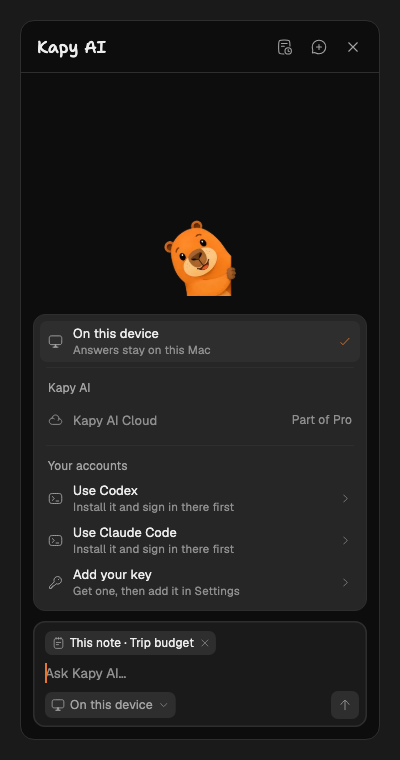 Kapy AI
On this device
Answers stay on this Mac
Kapy AI
Kapy AI Cloud
Part of Pro
Your accounts
Use Codex
Install it and sign in there first
Use Claude Code
Install it and sign in there first
Add your key
Get one, then add it in Settings
This note · Trip budget
Ask Kapy AI...
On this device